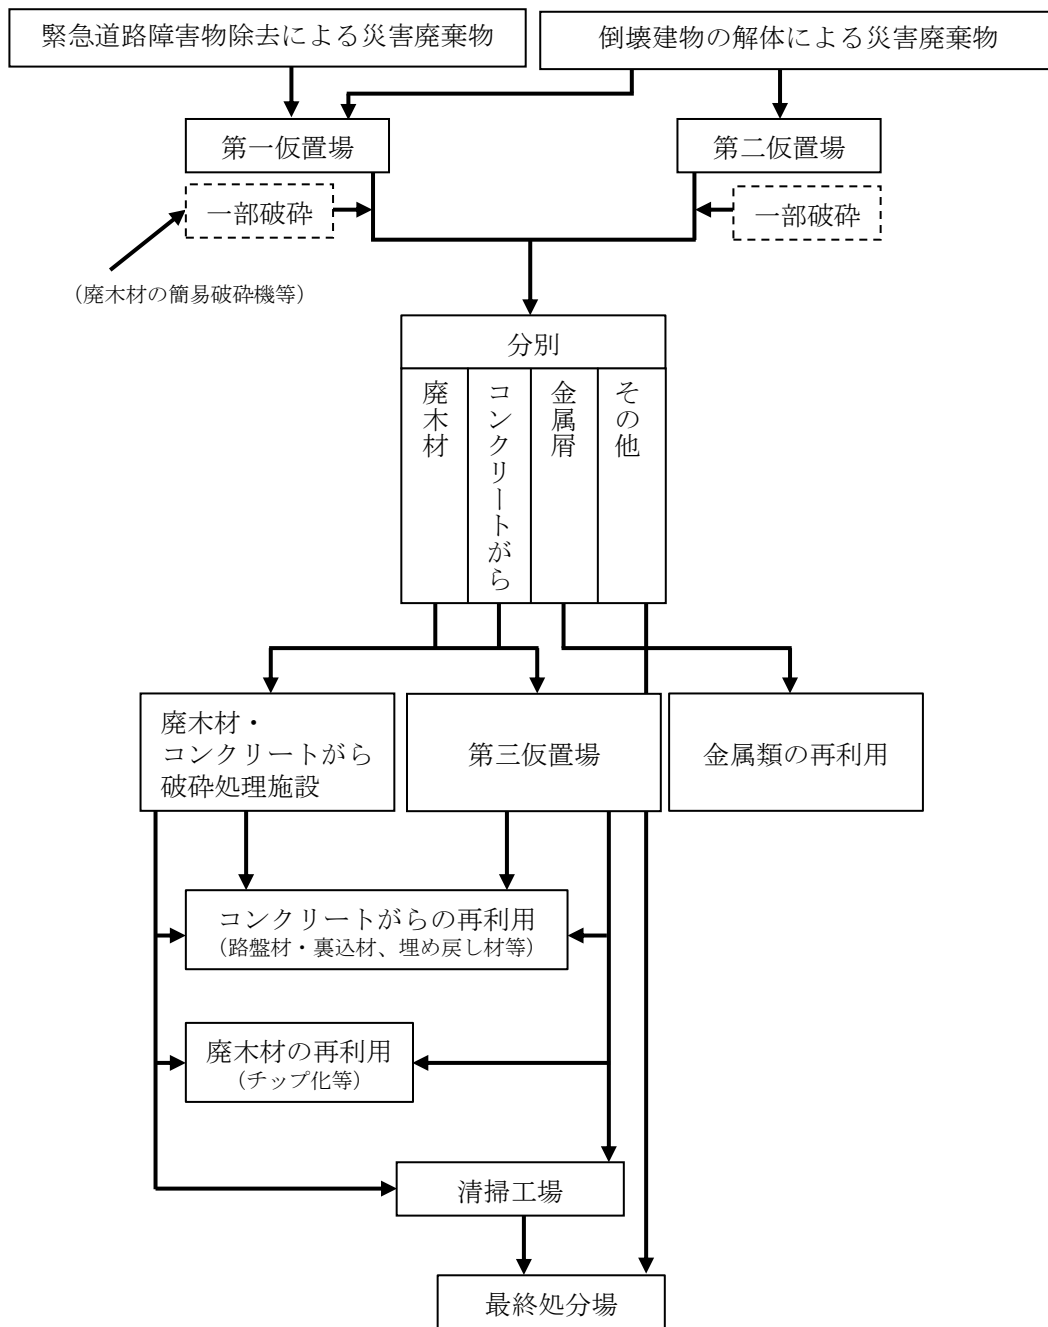 緊急道路障害物除去による災害廃棄物
倒壊建物の解体による災害廃棄物
第一仮置場
第二仮置場
一部破砕
一部破砕
（廃木材の簡易破砕機等）
分別
廃木材
コンクリートがら
金属屑
その他
廃木材・
コンクリートがら
破砕処理施設
第三仮置場
金属類の再利用
コンクリートがらの再利用
（路盤材・裏込材、埋め戻し材等）
廃木材の再利用
（チップ化等）
清掃工場
最終処分場